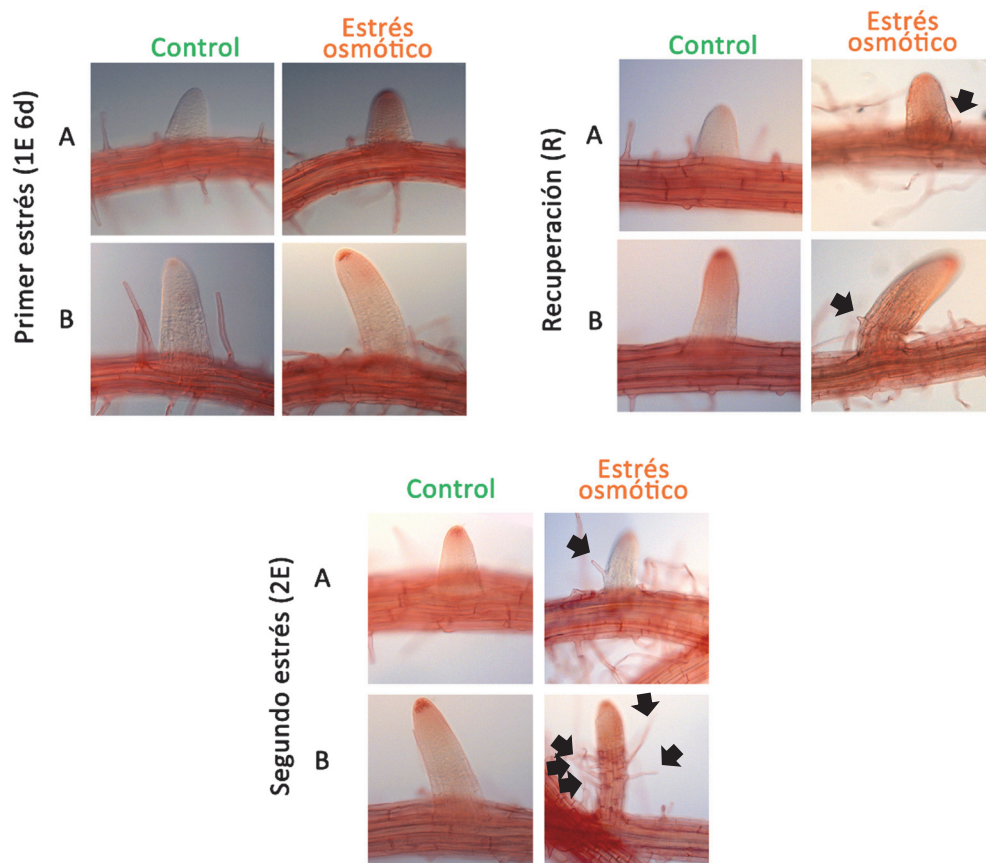 Control
Estrés
osmótico
Primer estrés (1E 6d)
A
B
Control
Estrés
osmótico
Recuperación (R)
A
B
Control
Estrés
osmótico
Segundo estrés (2E)
A
B